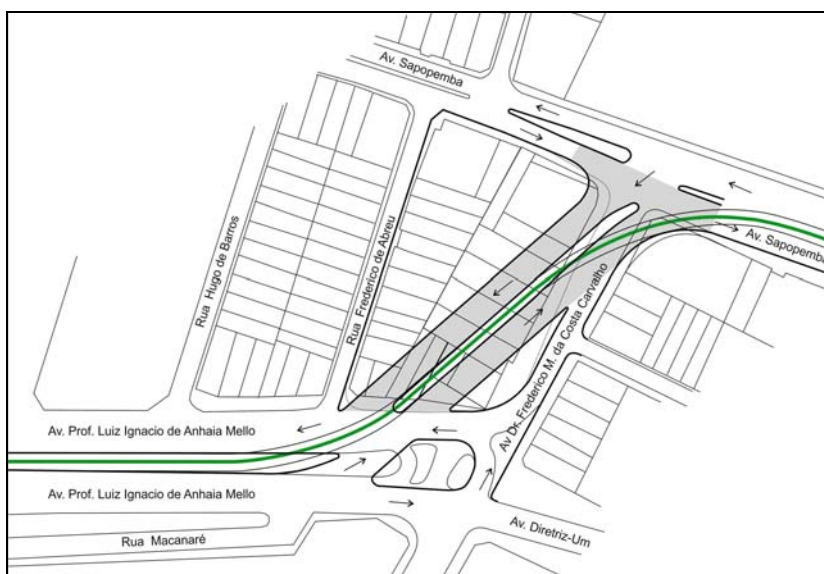 Av. Sapopemba
Rua Hugo de Barros
Rua Frederico de Abreu
Av. Sapopemba
Av Dr. Frederico M. da Costa Carvalho
Av. Prof. Luiz Ignacio de Anhaia Mello
Av. Prof. Luiz Ignacio de Anhaia Mello
Rua Macanaré
Av. Diretriz-Um